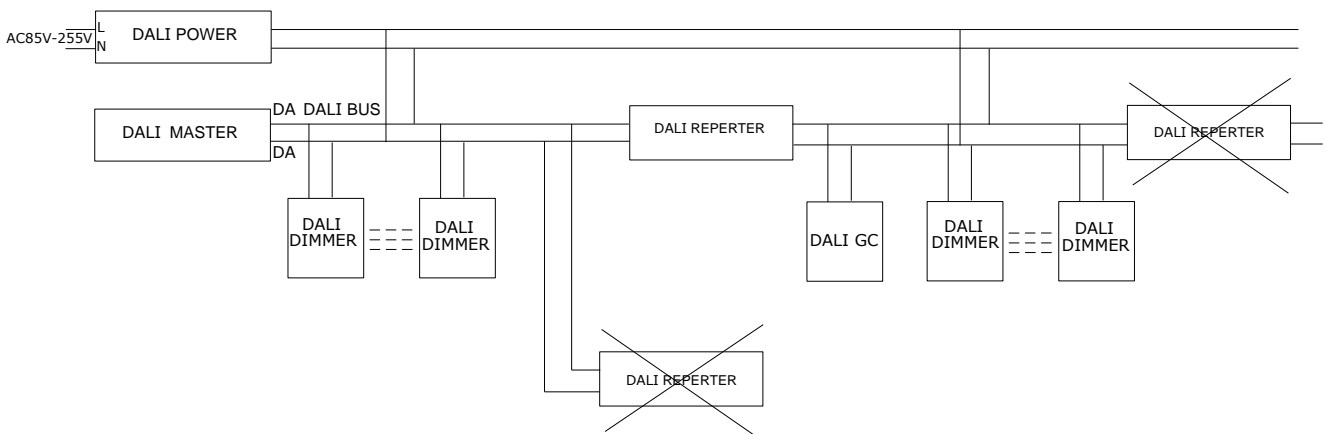 L
DALI POWER
AC85V-255V
N
DA DALI BUS
DALI MASTER
DALI REPERTER
DALI REPERTER
DA
DALI
DIMMER
DALI
DIMMER
DALI GC
DALI
DIMMER
DALI
DIMMER
DALI REPERTER